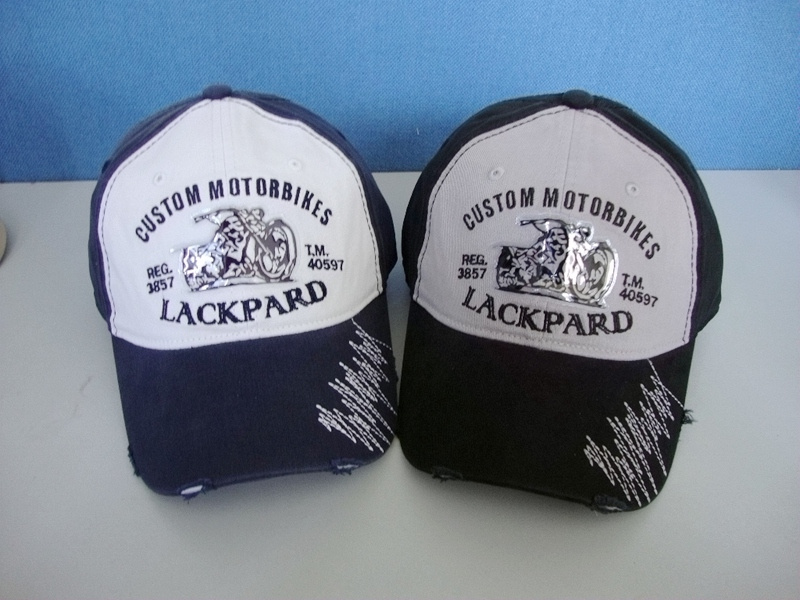 CUSTOM MOTORBIKES
REG.
3857
T.M.
40597
LACKPARD
CUSTOM MOTORBIKES
REG.
3857
T.M.
40597
LACKPARD